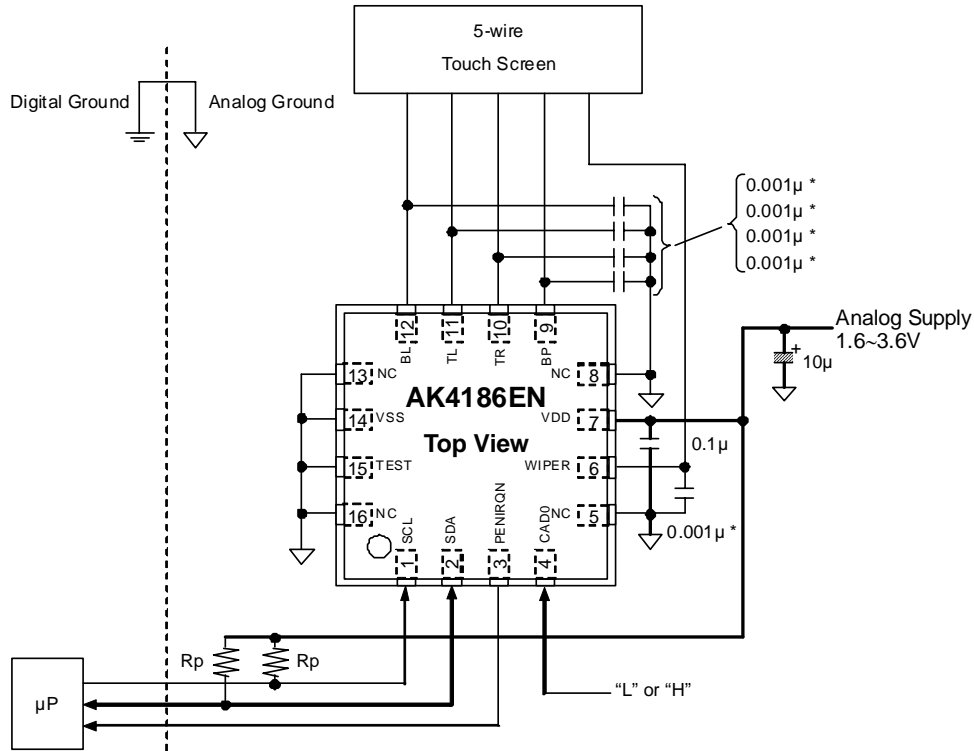 5-wire
Touch Screen
Digital Ground
Analog Ground
0.001µ *
0.001µ *
0.001µ *
0.001µ *
Analog Supply
1.6~3.6V
+
10µ
12
11
10
9
BL
TL
TR
BP
13 NC
NC 8
AK4186EN
14 VSS
VDD 7
Top View
0.1µ
15 TEST
WIPER 6
16 NC
NC 5
0.001µ *
SCL
SDA
PENIRQN
CAD0
1
2
3
4
Rp
Rp
µP
“L” or “H”